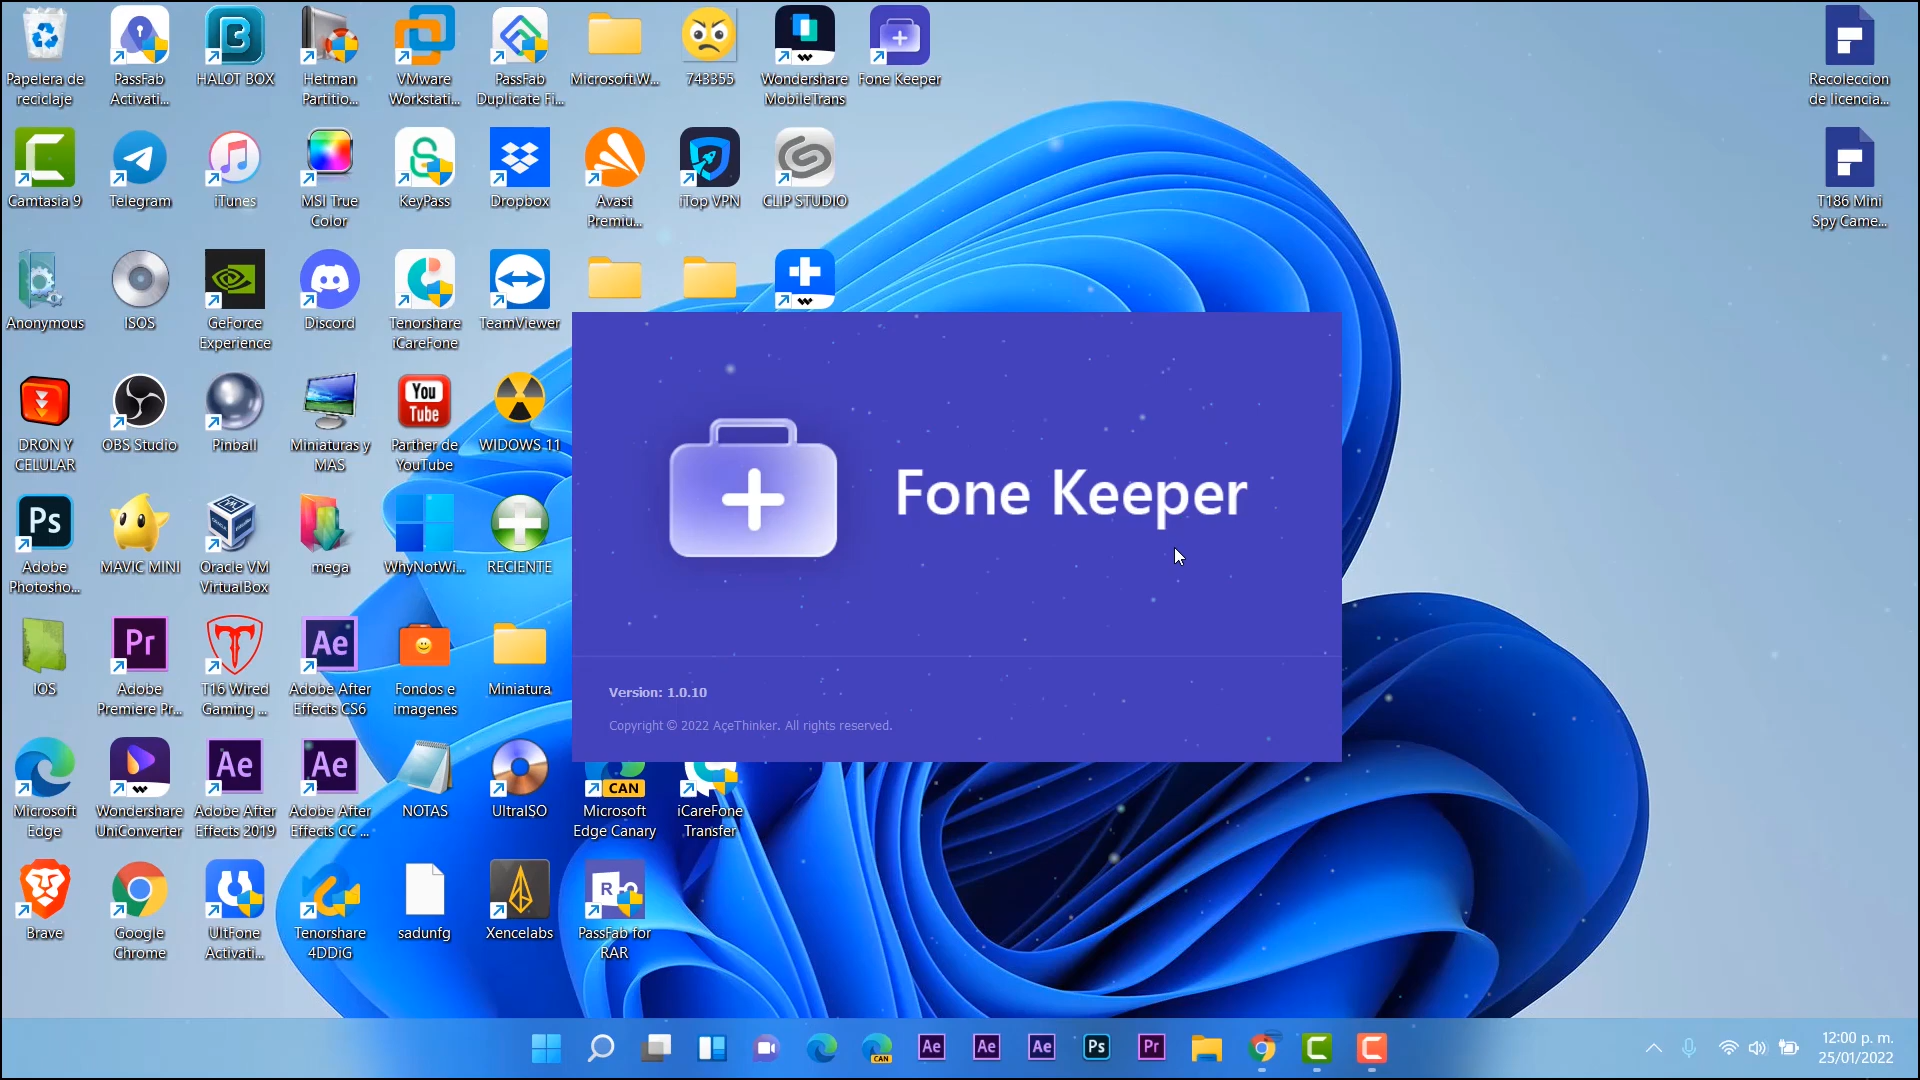 Papelera de
reciclaje
PassFab
Activati...
HALOT BOX
Hetman
Partitio...
VMware
Workstati...
PassFab
Duplicate Fi...
Microsoft.W...
743355
Wondershare
MobileTrans
Fone Keeper
Recoleccion
de licencia...
Camtasia 9
Telegram
iTunes
MSI True
Color
KeyPass
Dropbox
Avast
Premiu...
iTop VPN
CLIP STUDIO
T186 Mini
Spy Came...
Anonymous
ISOS
GeForce
Experience
Discord
Tenorshare
iCareFone
TeamViewer
DRON Y
CELULAR
OBS Studio
Pinball
Miniaturas y
MAS
You
Tube
Parther de
YouTube
WIDOWS 11
Fone Keeper
Ps
Adobe
Photosho...
MAVIC MINI
Oracle VM
VirtualBox
mega
WhyNotWi...
RECIENTE
IOS
Pr
Adobe
Premiere Pr...
T16 Wired
Gaming ...
Ae
Adobe After
Effects CS6
Fondos e
imagenes
Miniatura
Version: 1.0.10
Copyright © 2022 AceThinker. All rights reserved.
Microsoft
Edge
Wondershare
UniConverter
Ae
Adobe After
Effects 2019
Ae
Adobe After
Effects CC ...
NOTAS
UltraISO
CAN
Microsoft
Edge Canary
iCareFone
Transfer
Brave
Google
Chrome
UltFone
Activati...
Tenorshare
4DDiG
sadunfg
Xencelabs
R
PassFab for
RAR
CAN
Ae
Ae
Ae
Ps
Pr
12:00 p. m.
25/01/2022